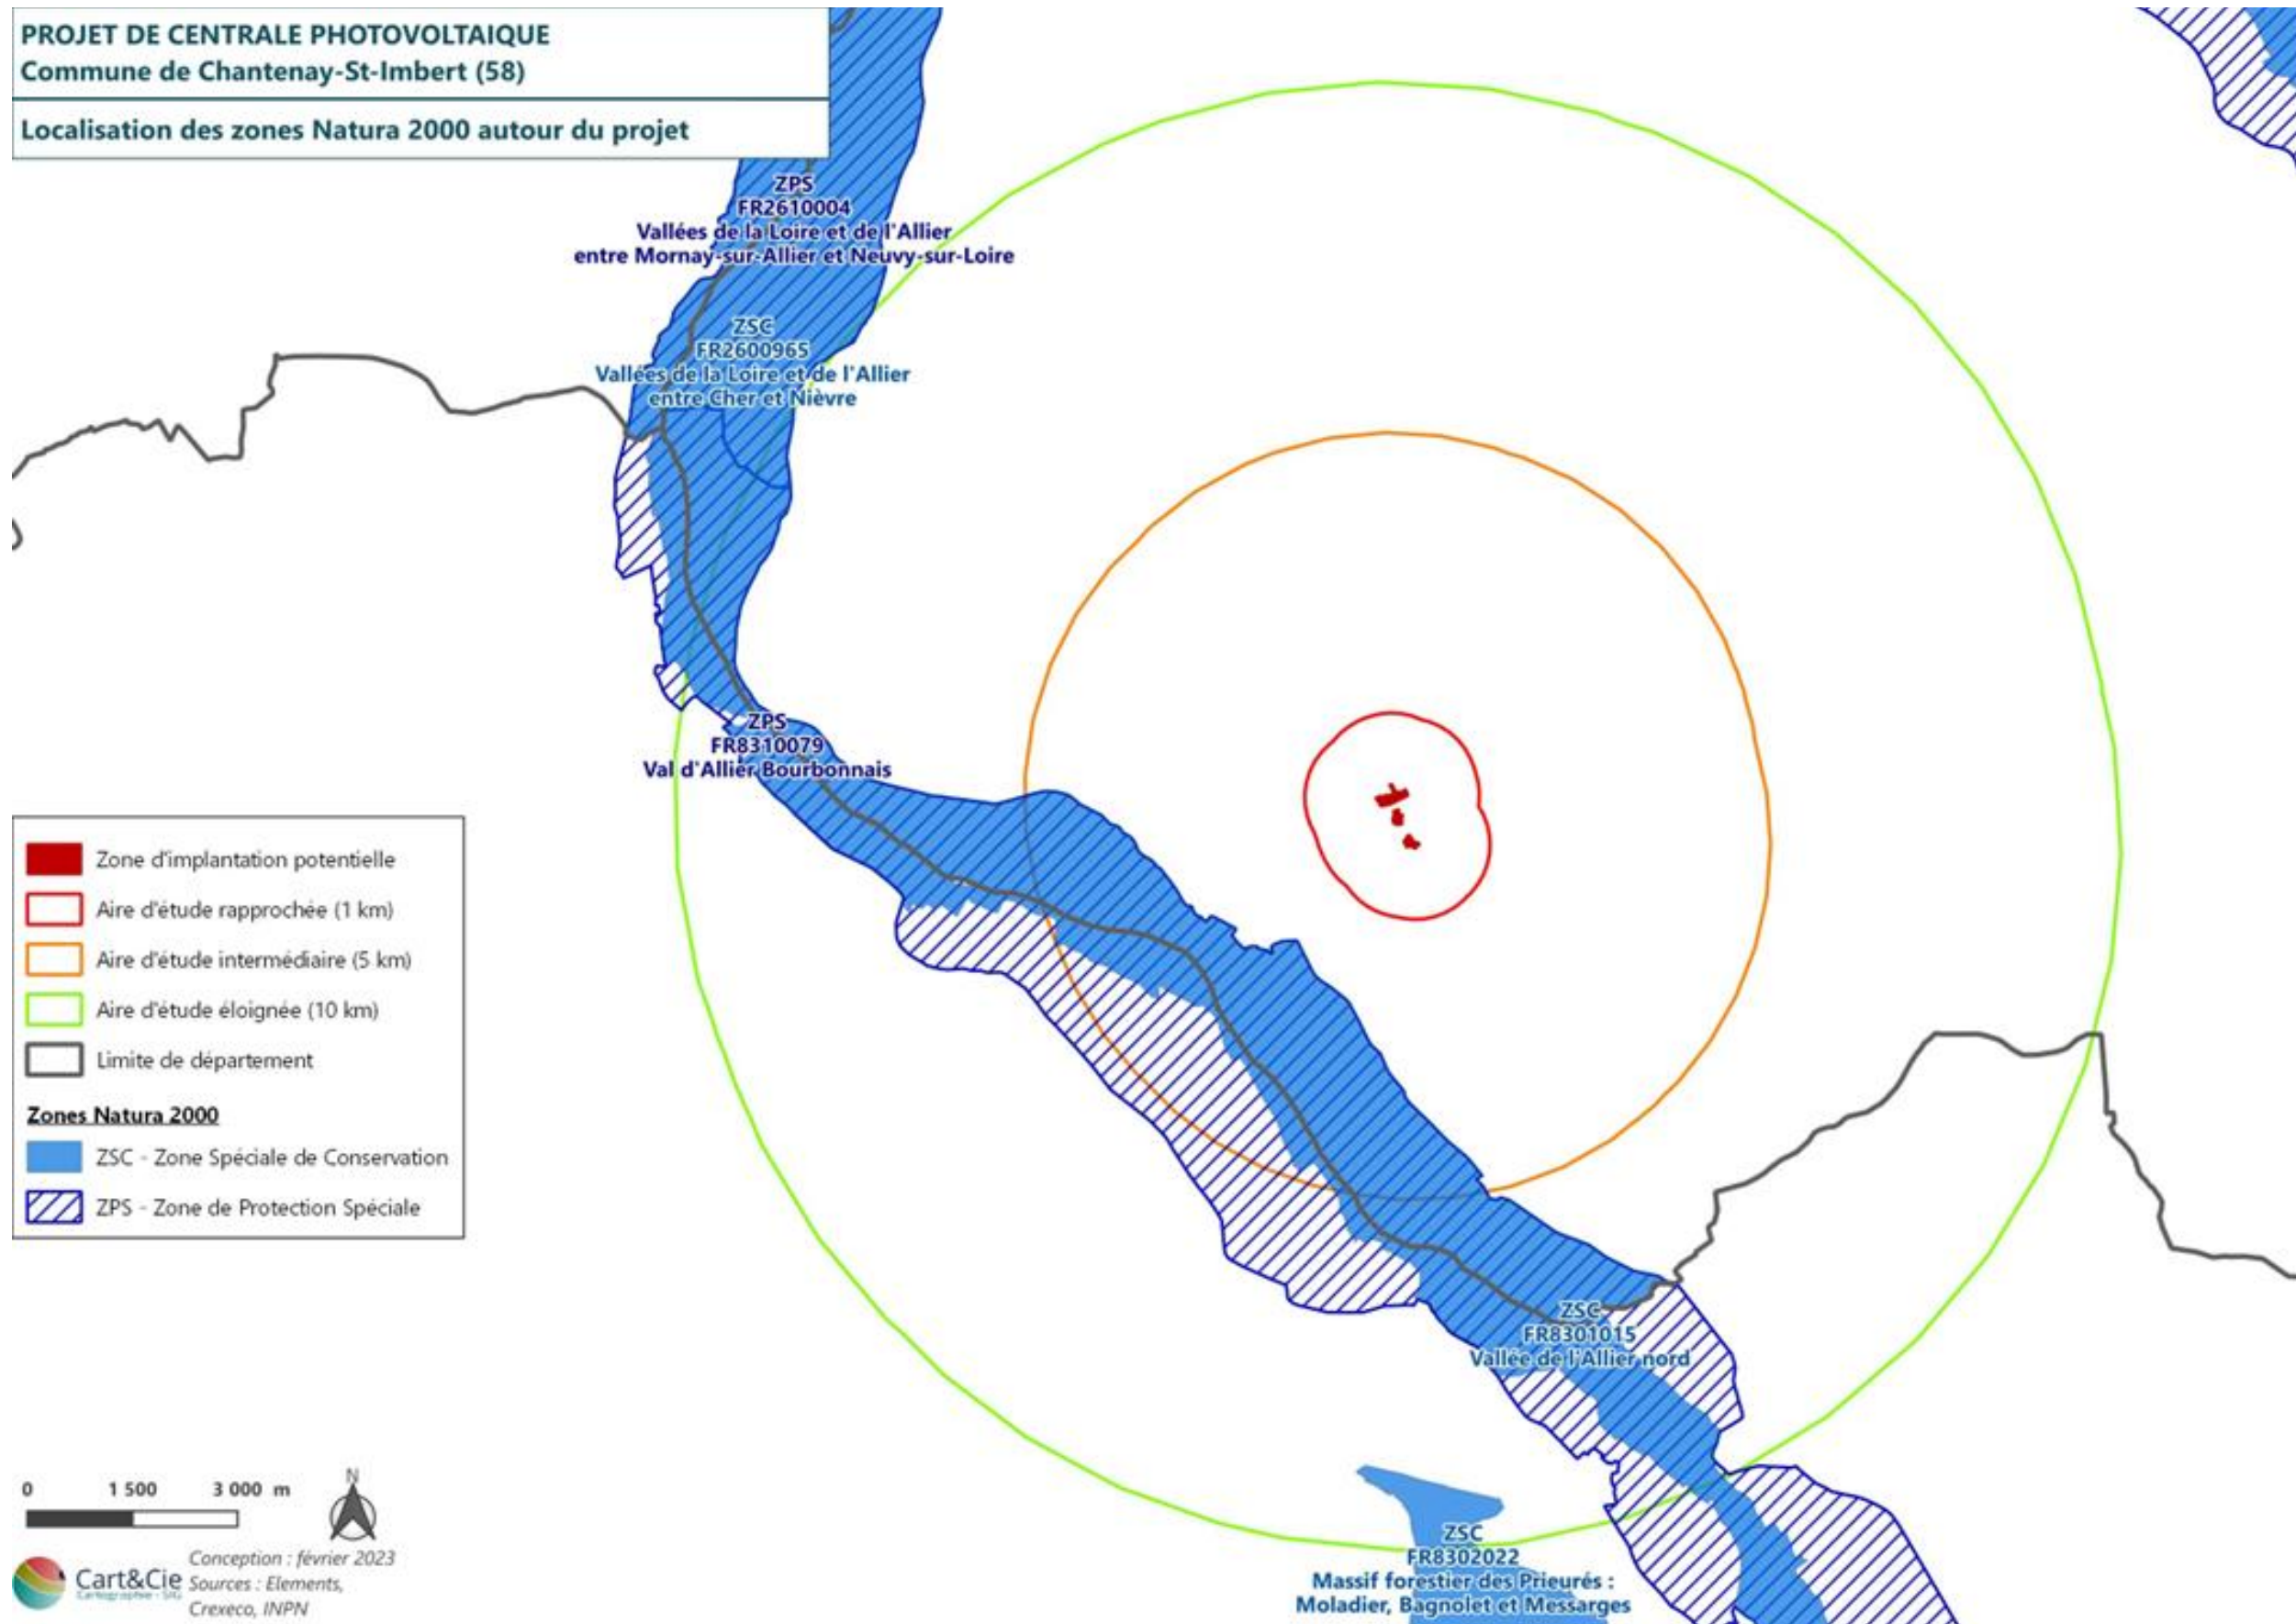 PROJET DE CENTRALE PHOTOVOLTAIQUE
Commune de Chantenay-St-Imbert (58)
Localisation des zones Natura 2000 autour du projet
ZPS
FR2610004
Vallées de la Loire et de l'Allier
entre Mornay-sur-Allier et Neuvy-sur-Loire
ZSC
FR2600965
Vallées de la Loire et de l'Allier
entre Cher et Nièvre
ZPS
FR8310079
Val d'Allier Bourbonnais
Zone d'implantation potentielle
Aire d'étude rapprochée (1 km)
Aire d'étude intermédiaire (5 km)
Aire d'étude éloignée (10 km)
Limite de département
Zones Natura 2000
ZSC - Zone Spéciale de Conservation
ZPS - Zone de Protection Spéciale
ZSC
FR8301015
Vallée de l'Allier nord
ZSC
FR8302022
Massif forestier des Prieurés :
Moladier, Bagnolet et Messarges
0 1 500 3 000 m
N
Conception : février 2023
Sources : Elements,
Crexeco, INPN
Cart&Cie
Cartographie - SIG